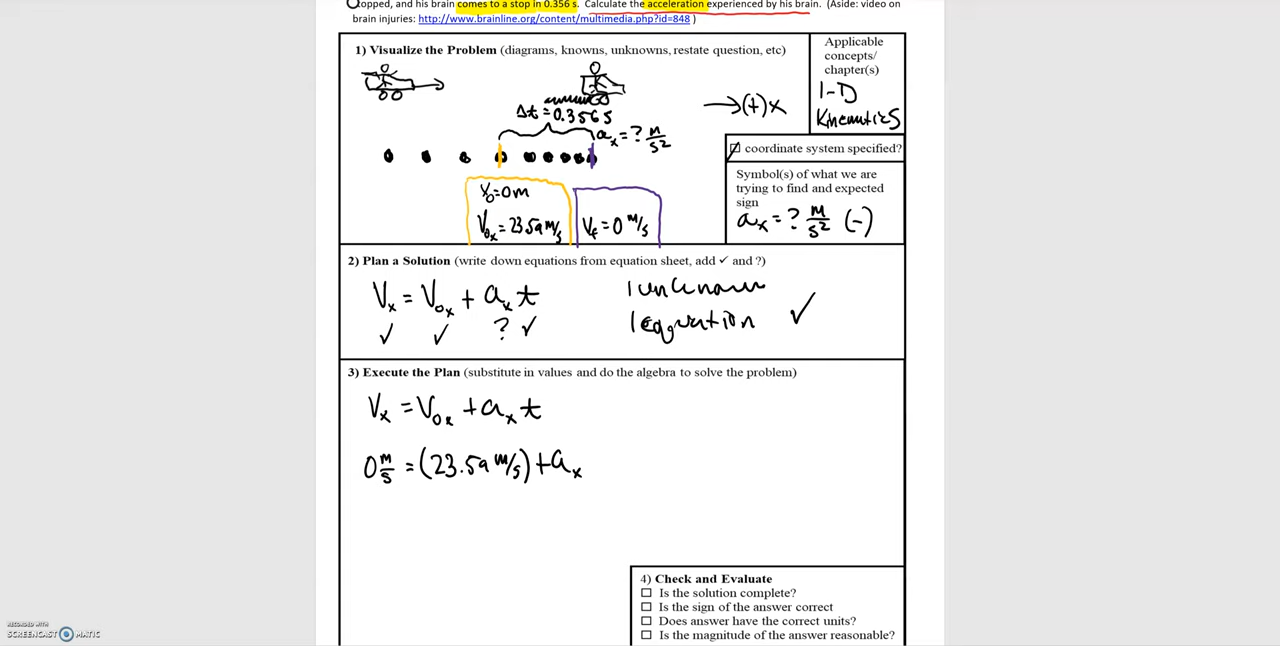 topped, and his brain comes to a stop in 0.356 s. Calculate the acceleration experienced by his brain. (Aside: video on
brain injuries: http://www.brainline.org/content/multimedia.php?id=848 )
1) Visualize the Problem (diagrams, knowns, unknowns, restate question, etc)
Δt = 0.356 s
aₓ = ? m/s²
→(+)x
x₀=0m
V₀ₓ = 23.59 m/s
V_f = 0 m/s
Applicable
concepts/
chapter(s)
1-D
Kinematics
coordinate system specified?
Symbol(s) of what we are
trying to find and expected
sign
aₓ = ? m/s² (-)
2) Plan a Solution (write down equations from equation sheet, add ✓ and ?)
Vₓ = V₀ₓ + aₓ t
✓ ✓ ? ✓
1 unknown
1 equation ✓
3) Execute the Plan (substitute in values and do the algebra to solve the problem)
Vₓ = V₀ₓ + aₓ t
0 m/s = (23.59 m/s) + aₓ
4) Check and Evaluate
☐ Is the solution complete?
☐ Is the sign of the answer correct
☐ Does answer have the correct units?
☐ Is the magnitude of the answer reasonable?
RECORDED WITH
SCREENCAST MATIC